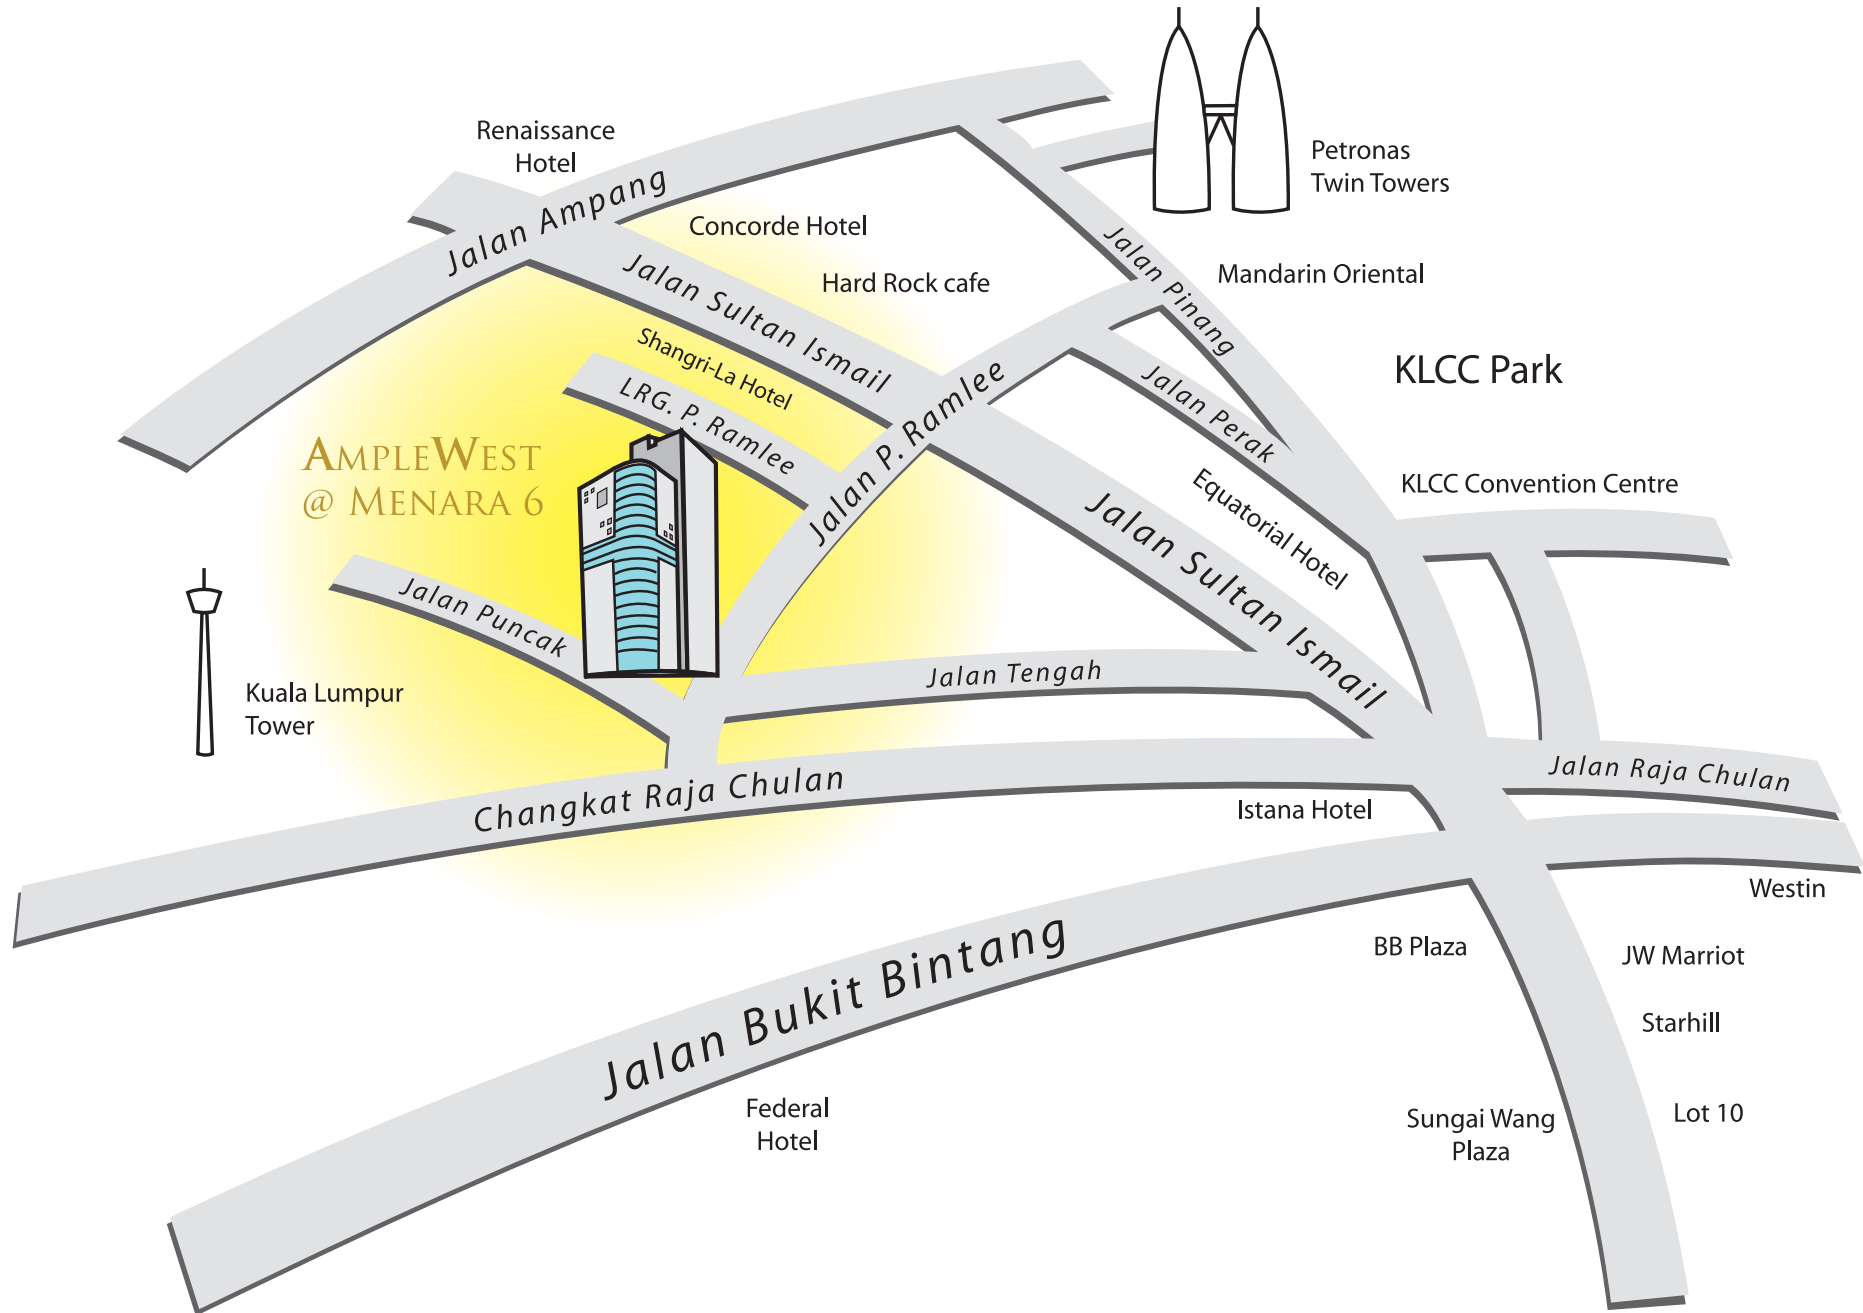 Renaissance
Hotel
Petronas
Twin Towers
Jalan Ampang
Concorde Hotel
Jalan Sultan Ismail
Hard Rock cafe
Jalan Pinang
Mandarin Oriental
Shangri-La Hotel
LRG. P. Ramlee
Jalan P. Ramlee
Jalan Perak
KLCC Park
AMPLEWEST
@ MENARA 6
Equatorial Hotel
KLCC Convention Centre
Jalan Sultan Ismail
Jalan Puncak
Kuala Lumpur
Tower
Jalan Tengah
Changkat Raja Chulan
Jalan Raja Chulan
Istana Hotel
Westin
Jalan Bukit Bintang
BB Plaza
JW Marriot
Starhill
Federal
Hotel
Sungai Wang
Plaza
Lot 10